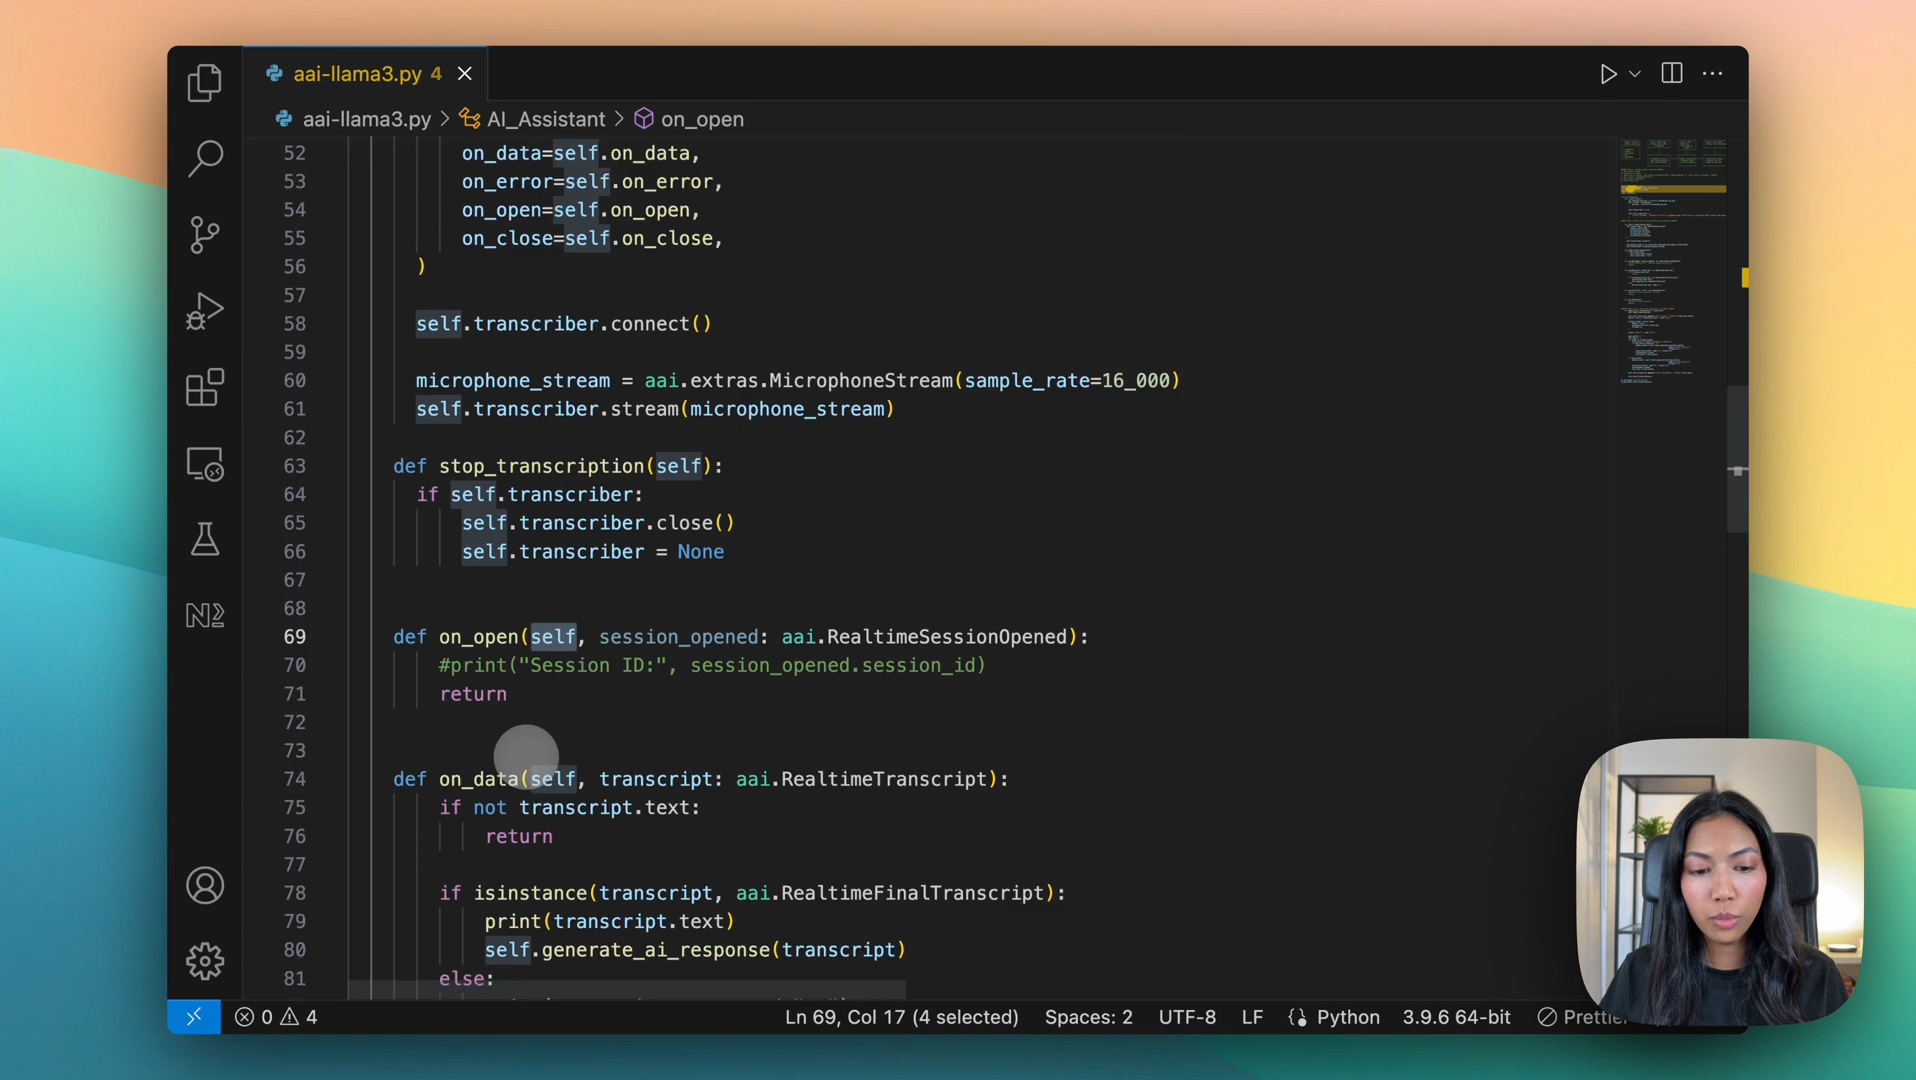 aai-llama3.py 4
aai-llama3.py > AI_Assistant > on_open
52 on_data=self.on_data,
53 on_error=self.on_error,
54 on_open=self.on_open,
55 on_close=self.on_close,
56 )
57
58 self.transcriber.connect()
59
60 microphone_stream = aai.extras.MicrophoneStream(sample_rate=16_000)
61 self.transcriber.stream(microphone_stream)
62
63 def stop_transcription(self):
64 if self.transcriber:
65 self.transcriber.close()
66 self.transcriber = None
67
68
69 def on_open(self, session_opened: aai.RealtimeSessionOpened):
70 #print("Session ID:", session_opened.session_id)
71 return
72
73
74 def on_data(self, transcript: aai.RealtimeTranscript):
75 if not transcript.text:
76 return
77
78 if isinstance(transcript, aai.RealtimeFinalTranscript):
79 print(transcript.text)
80 self.generate_ai_response(transcript)
81 else:
0 4 Ln 69, Col 17 (4 selected) Spaces: 2 UTF-8 LF Python 3.9.6 64-bit